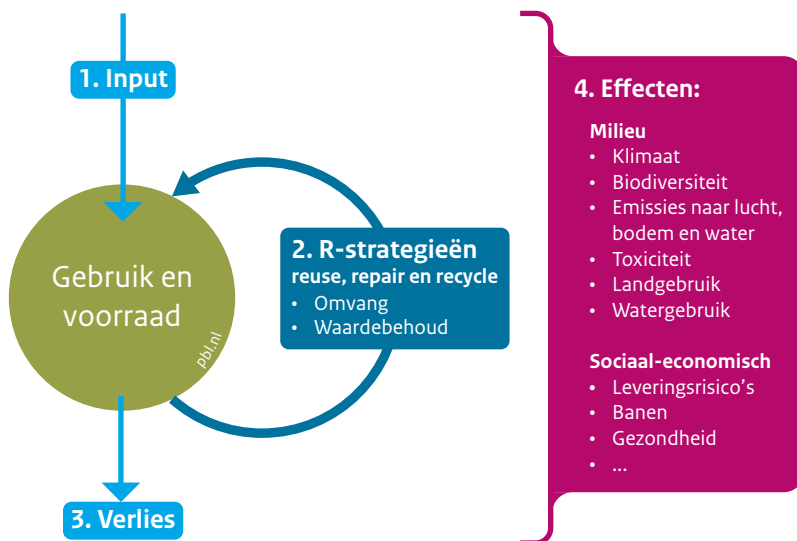 1. Input
Gebruik en
voorraad
pbl.nl
2. R-strategieën
reuse, repair en recycle
• Omvang
• Waardebehoud
3. Verlies
4. Effecten:
Milieu
• Klimaat
• Biodiversiteit
• Emissies naar lucht,
bodem en water
• Toxiciteit
• Landgebruik
• Watergebruik
Sociaal-economisch
• Leveringsrisico's
• Banen
• Gezondheid
• ...